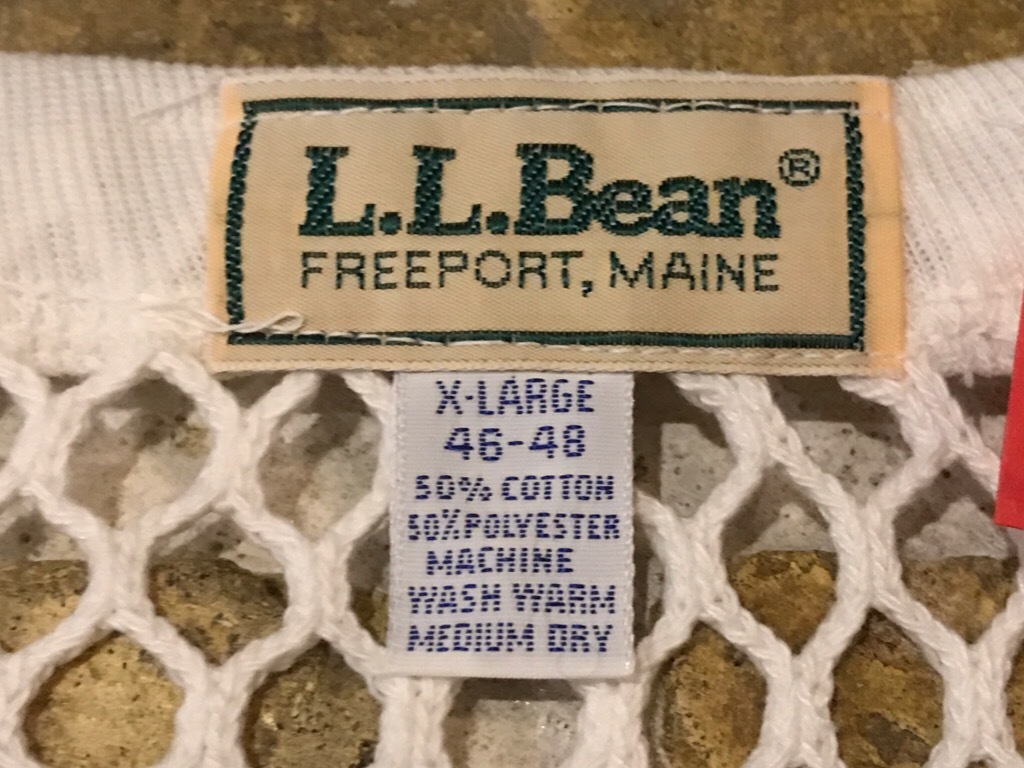 L.L.Bean®
FREEPORT, MAINE
X-LARGE
46-48
50% COTTON
50% POLYESTER
MACHINE
WASH WARM
MEDIUM DRY